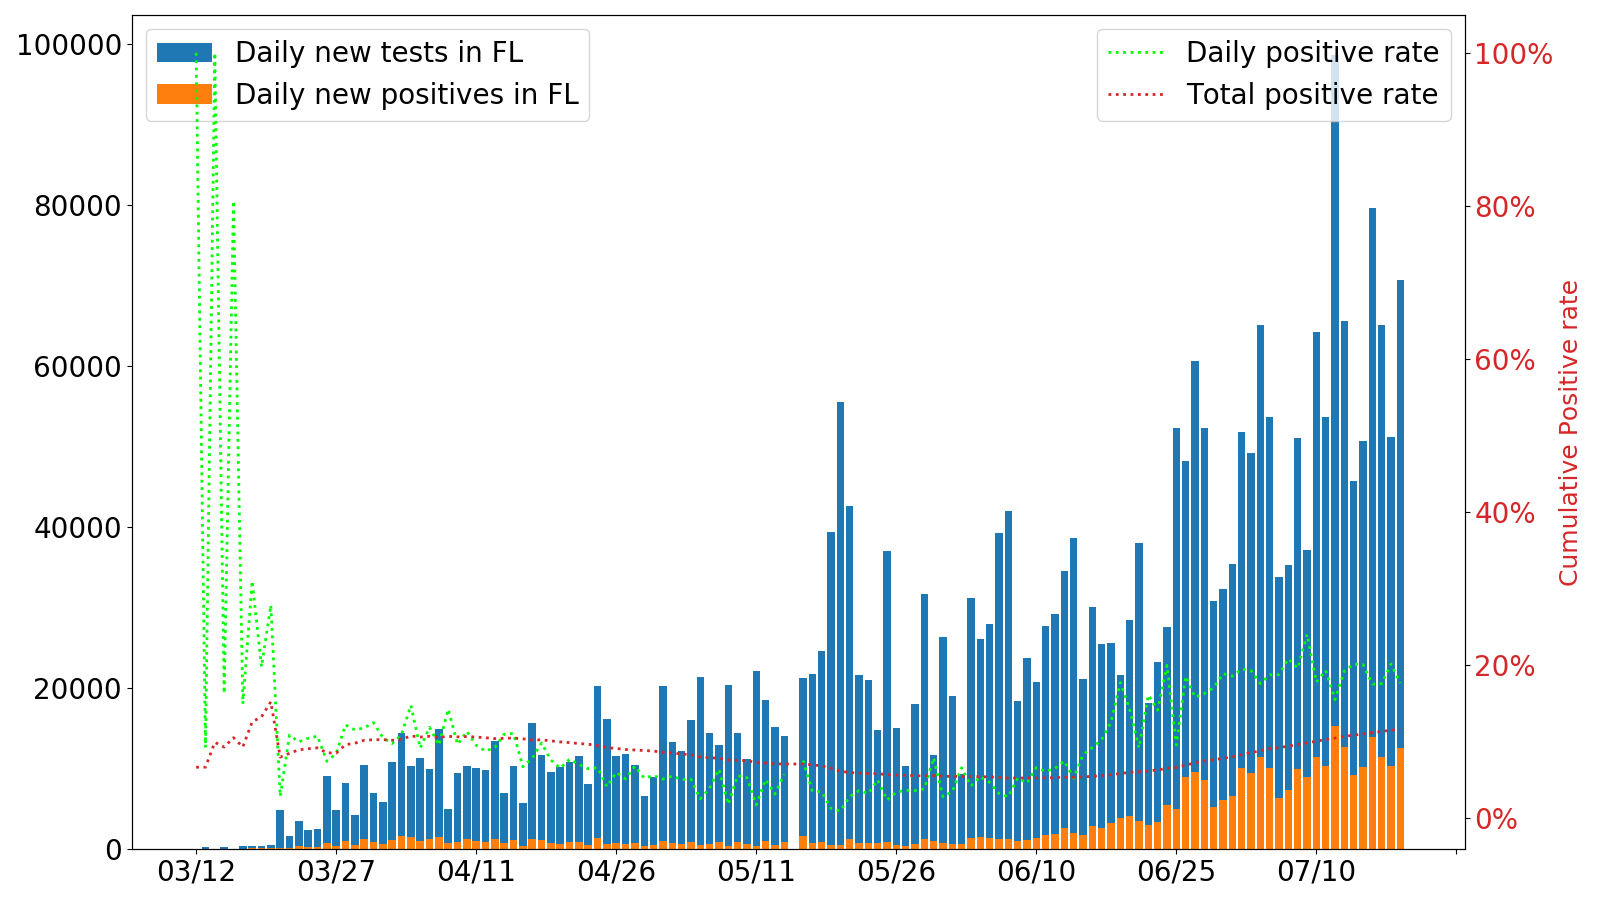 Daily new tests in FL
Daily new positives in FL
Daily positive rate
Total positive rate
100000
80000
60000
40000
20000
0
100%
80%
60%
40%
20%
0%
Cumulative Positive rate
03/12 03/27 04/11 04/26 05/11 05/26 06/10 06/25 07/10